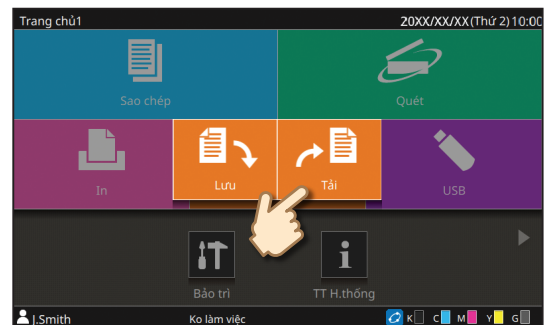 Trang chủ1 20XX/XX/XX(Thứ 2)10:00
Sao chép Quét
In Lưu Tải USB
Bảo trì TT H.thống
J.Smith Ko làm việc K C M Y G